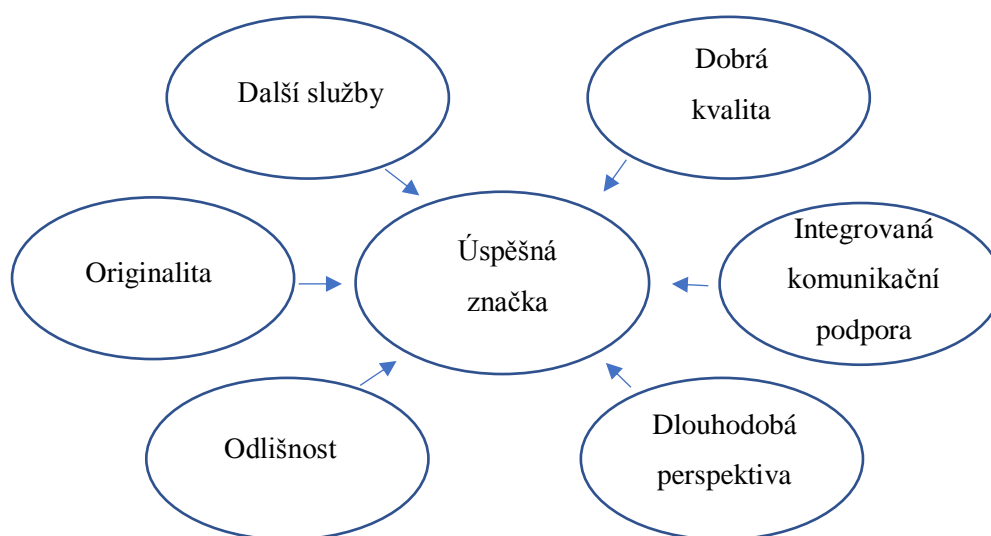 Další služby
Dobrá
kvalita
Originalita
Úspěšná
značka
Integrovaná
komunikační
podpora
Odlišnost
Dlouhodobá
perspektiva